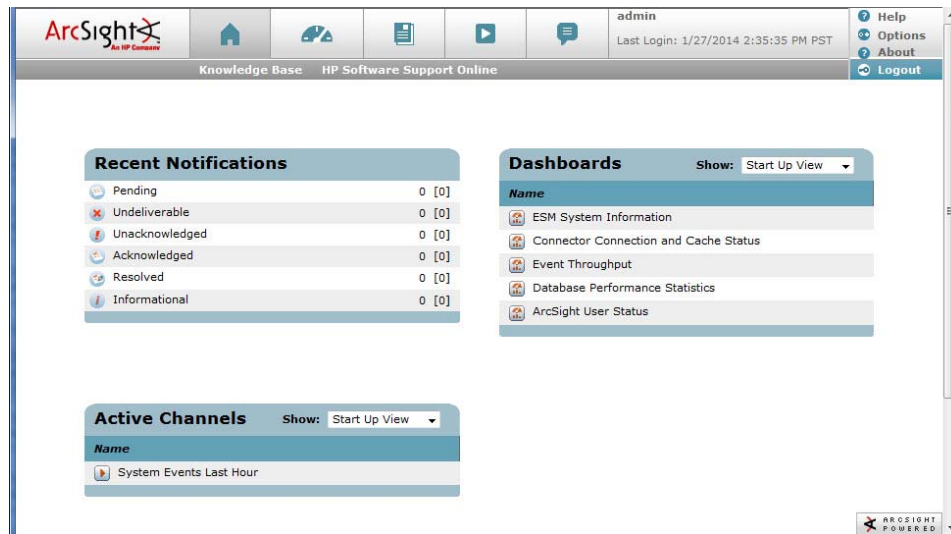 ArcSight
An HP Company
admin
Last Login: 1/27/2014 2:35:35 PM PST
Help
Options
About
Logout
Knowledge Base HP Software Support Online
Recent Notifications
Pending 0 [0]
Undeliverable 0 [0]
Unacknowledged 0 [0]
Acknowledged 0 [0]
Resolved 0 [0]
Informational 0 [0]
Dashboards Show: Start Up View
Name
ESM System Information
Connector Connection and Cache Status
Event Throughput
Database Performance Statistics
ArcSight User Status
Active Channels Show: Start Up View
Name
System Events Last Hour
ARCSIGHT
POWERED